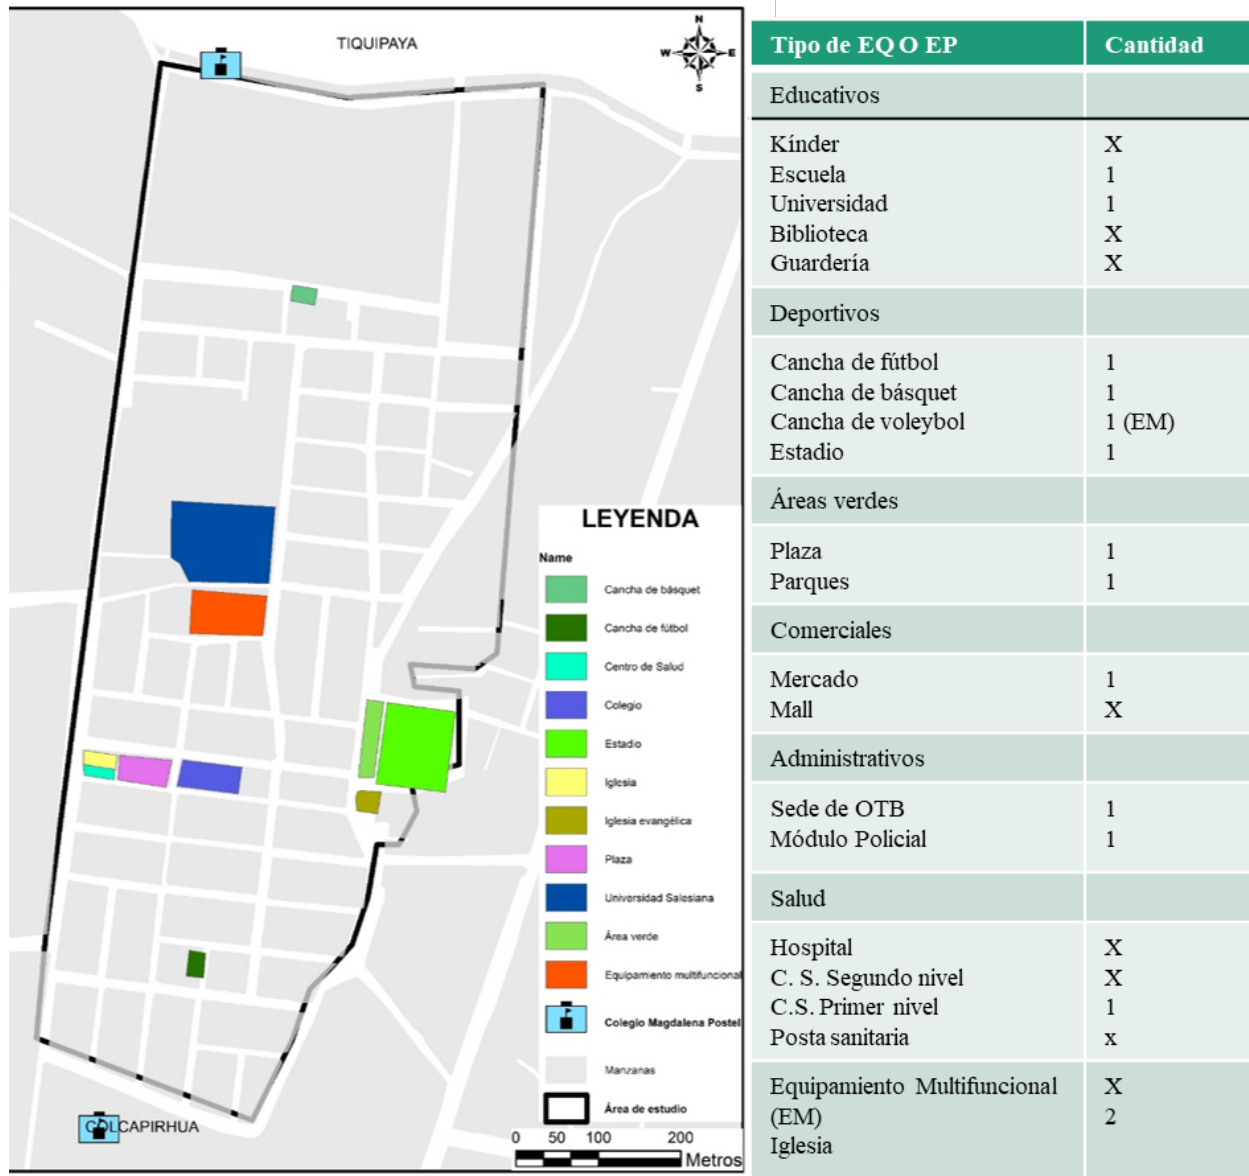 TIQUIPAYA
N
W
E
S
LEYENDA
Name
Cancha de básquet
Cancha de fútbol
Centro de Salud
Colegio
Estadio
Iglesia
Iglesia evangélica
Plaza
Universidad Salesiana
Área verde
Equipamiento multifuncional
Colegio Magdalena Postel
Manzanas
Área de estudio
COLCAPIRHUA
0 50 100 200
Metros
Tipo de EQ O EP Cantidad
Educativos
Kínder X
Escuela 1
Universidad 1
Biblioteca X
Guardería X
Deportivos
Cancha de fútbol 1
Cancha de básquet 1
Cancha de voleybol 1 (EM)
Estadio 1
Áreas verdes
Plaza 1
Parques 1
Comerciales
Mercado 1
Mall X
Administrativos
Sede de OTB 1
Módulo Policial 1
Salud
Hospital X
C. S. Segundo nivel X
C.S. Primer nivel 1
Posta sanitaria x
Equipamiento Multifuncional X
(EM) 2
Iglesia